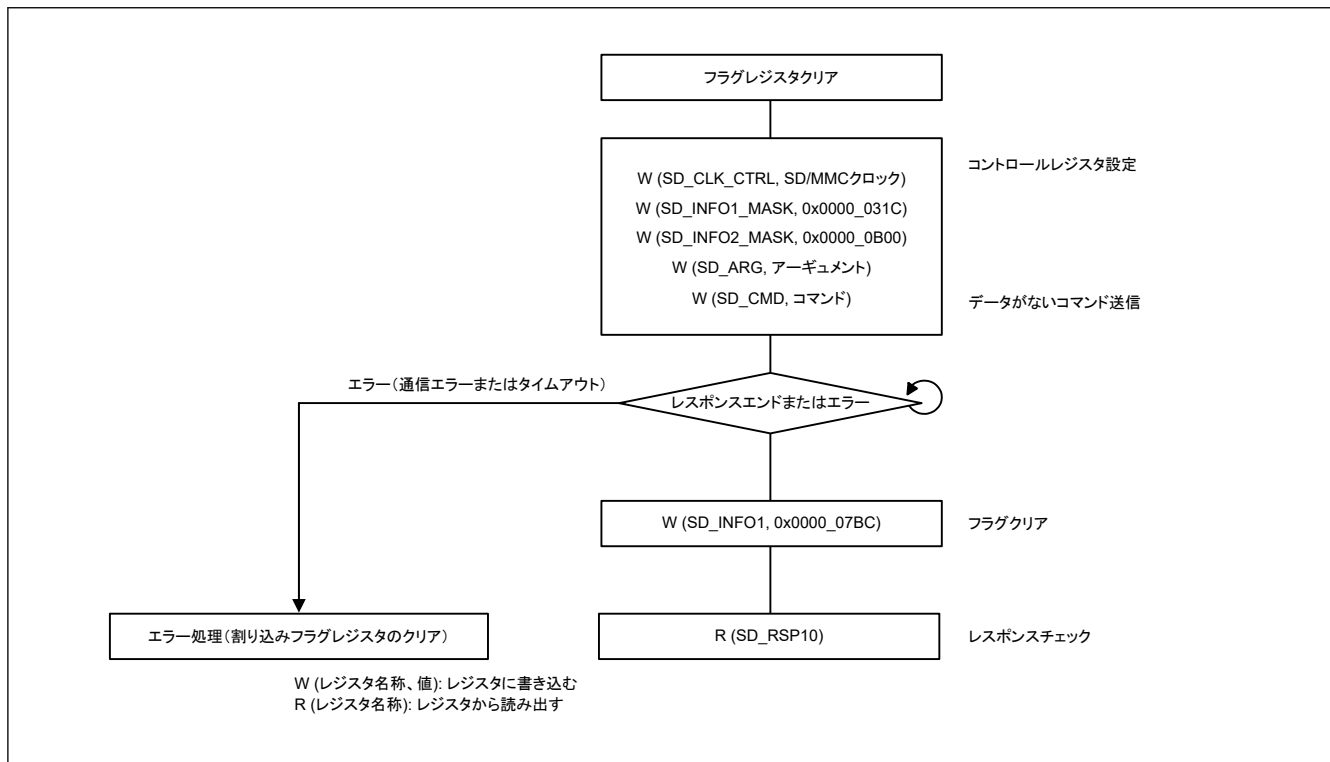 フラグレジスタクリア
W (SD_CLK_CTRL, SD/MMCクロック)
コントロールレジスタ設定
W (SD_INFO1_MASK, 0x0000_031C)
W (SD_INFO2_MASK, 0x0000_0B00)
W (SD_ARG, アーギュメント)
W (SD_CMD, コマンド)
データがないコマンド送信
エラー（通信エラーまたはタイムアウト）
レスポンスエンドまたはエラー
W (SD_INFO1, 0x0000_07BC)
フラグクリア
エラー処理（割り込みフラグレジスタのクリア）
R (SD_RSP10)
レスポンスチェック
W (レジスタ名称、値): レジスタに書き込む
R (レジスタ名称): レジスタから読み出す